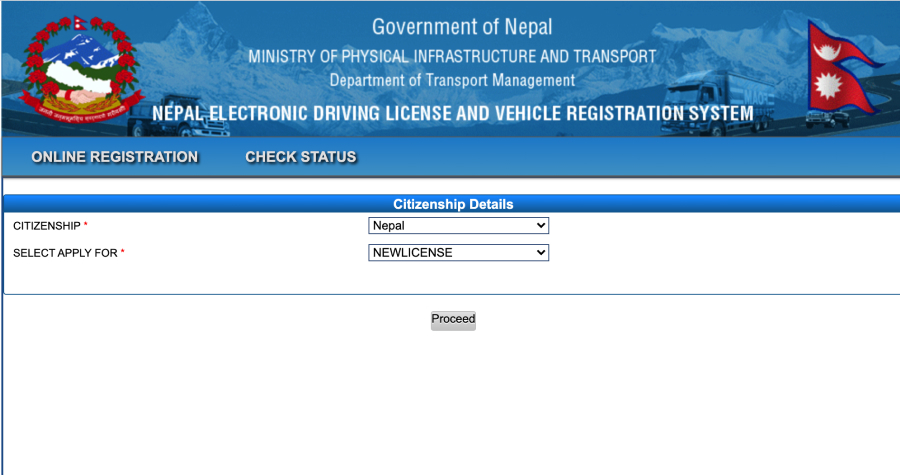 Government of Nepal
MINISTRY OF PHYSICAL INFRASTRUCTURE AND TRANSPORT
Department of Transport Management
NEPAL ELECTRONIC DRIVING LICENSE AND VEHICLE REGISTRATION SYSTEM
ONLINE REGISTRATION CHECK STATUS
Citizenship Details
CITIZENSHIP * Nepal
SELECT APPLY FOR * NEWLICENSE
Proceed